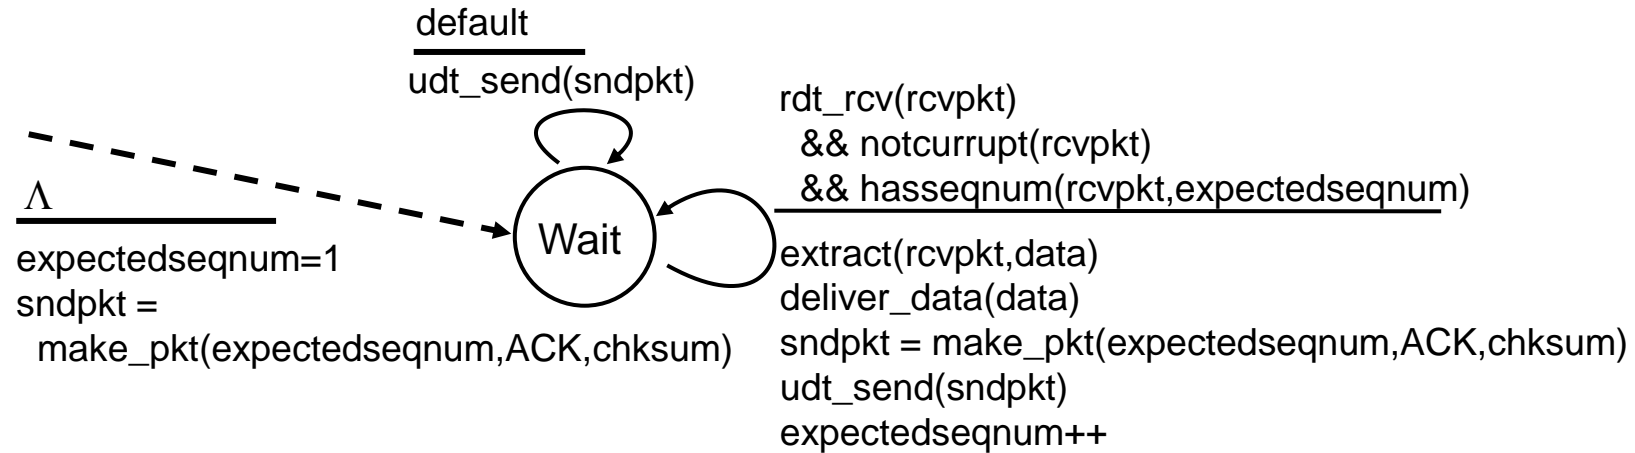 default
udt_send(sndpkt)
rdt_rcv(rcvpkt)
&& notcurrupt(rcvpkt)
&& hasseqnum(rcvpkt,expectedseqnum)
Λ
Wait
expectedseqnum=1
sndpkt =
make_pkt(expectedseqnum,ACK,chksum)
extract(rcvpkt,data)
deliver_data(data)
sndpkt = make_pkt(expectedseqnum,ACK,chksum)
udt_send(sndpkt)
expectedseqnum++